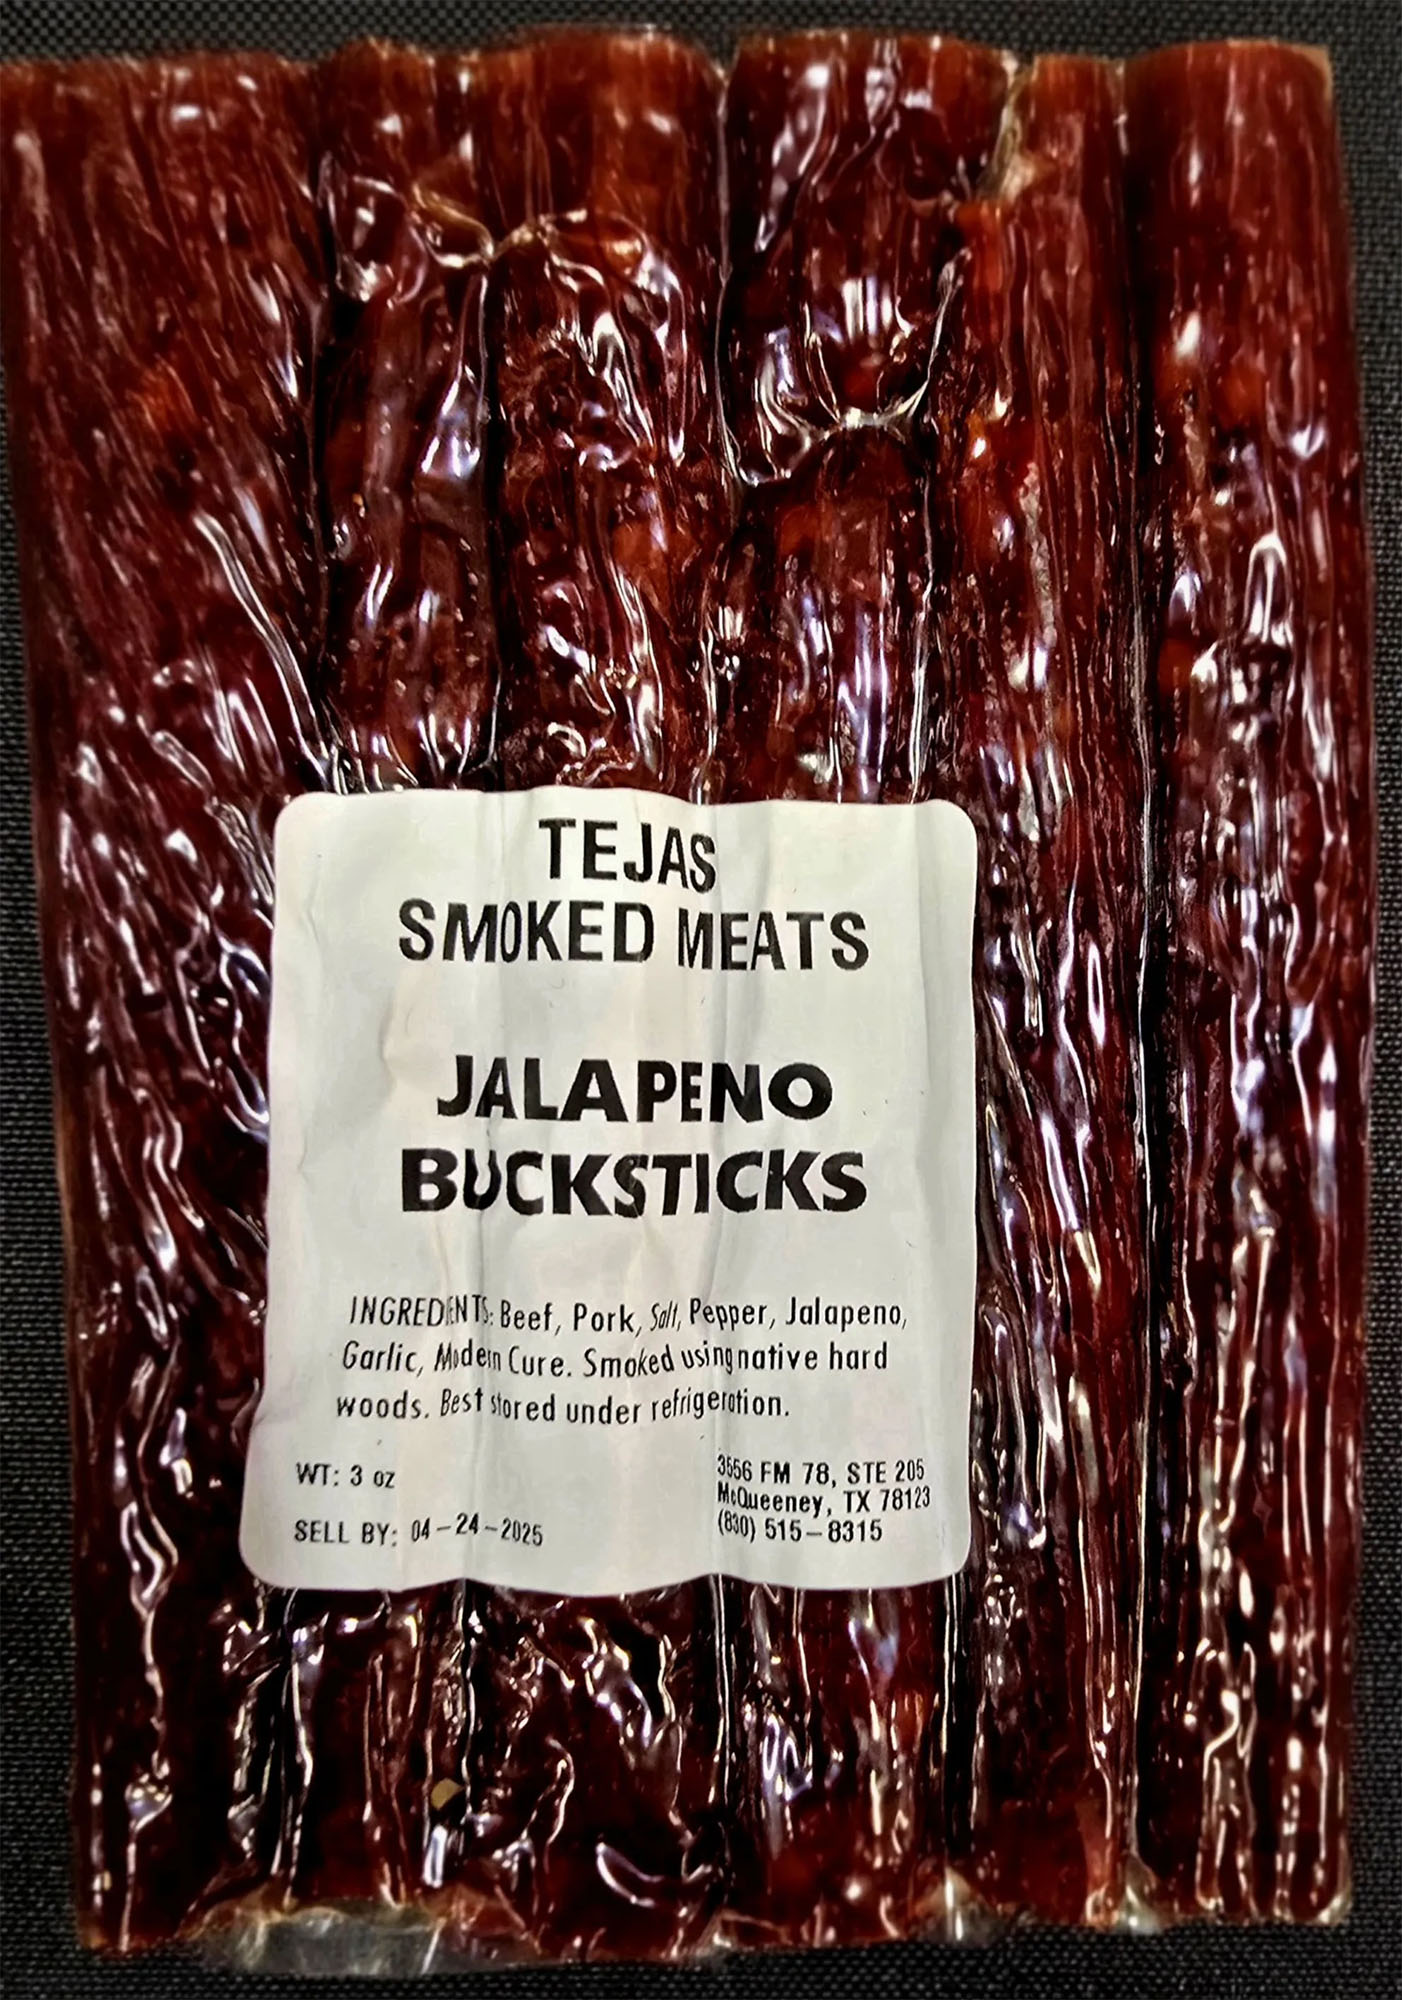 TEJAS
SMOKED MEATS
JALAPENO
BUCKSTICKS
INGREDIENTS: Beef, Pork, Salt, Pepper, Jalapeno,
Garlic, Modern Cure. Smoked using native hard
woods. Best stored under refrigeration.
WT: 3 oz
SELL BY: 04-24-2025
3556 FM 78, STE 205
McQueeney, TX 78123
(830) 515-8315